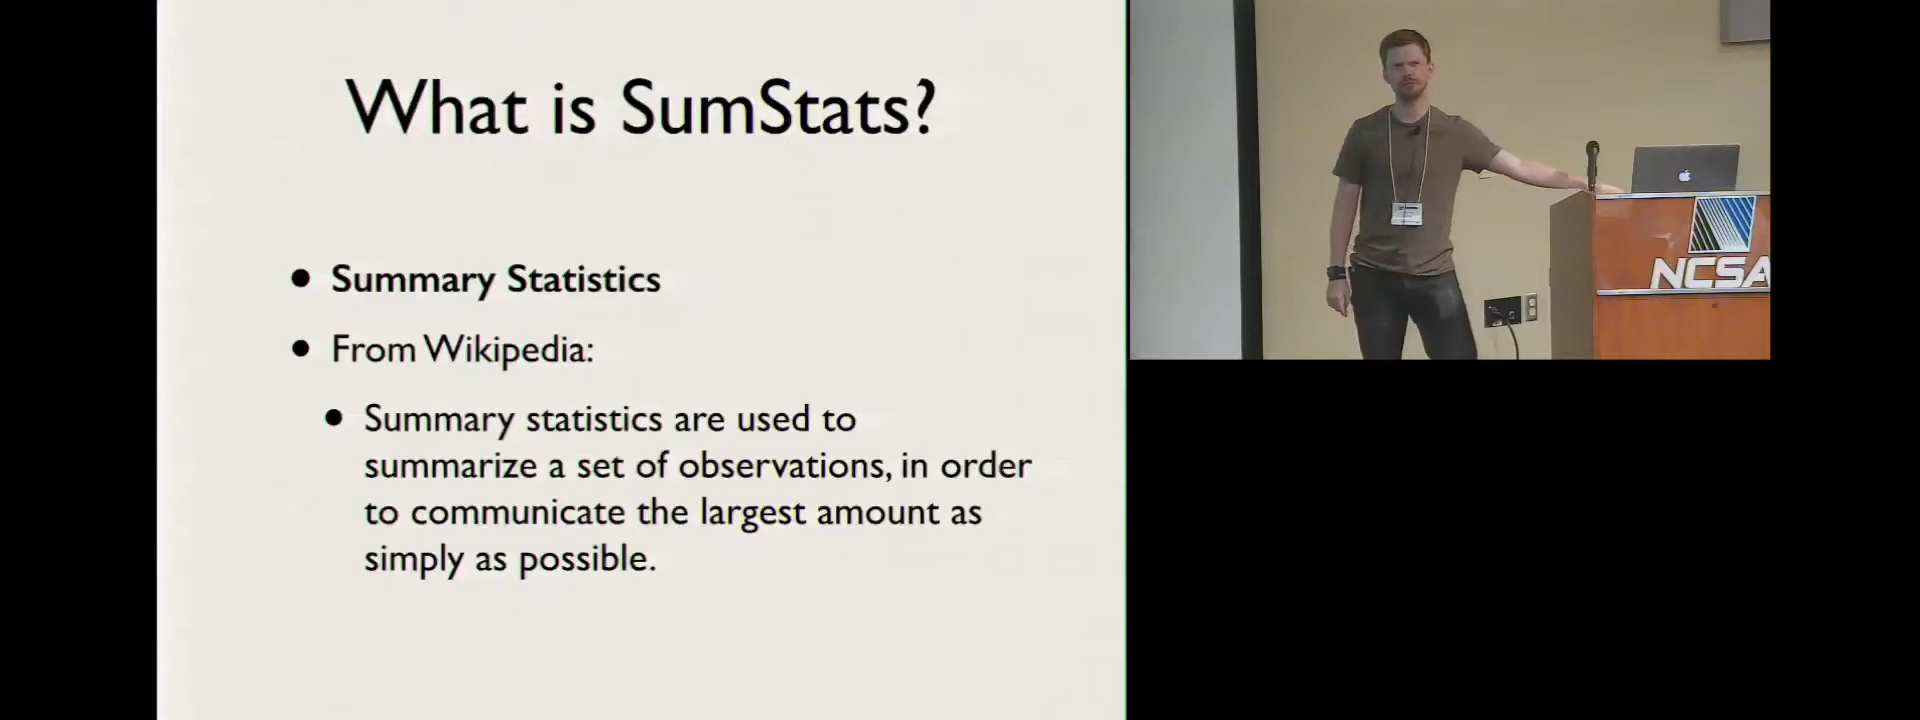 What is SumStats?
• Summary Statistics
• From Wikipedia:
• Summary statistics are used to
summarize a set of observations, in order
to communicate the largest amount as
simply as possible.
NCSA